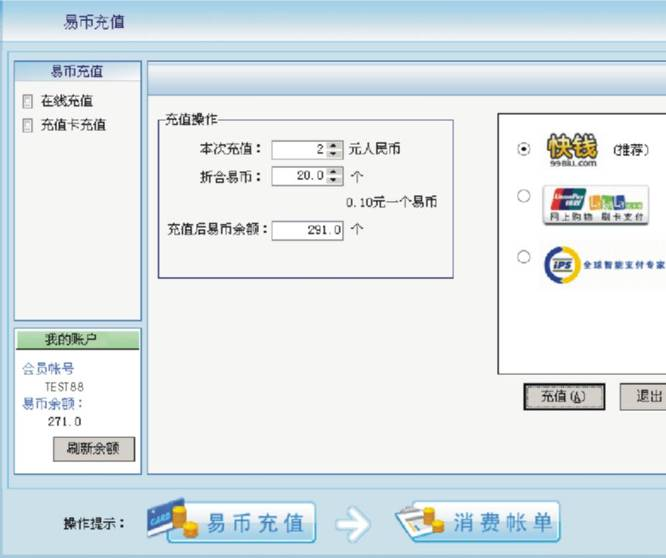 易币充值
易币充值
在线充值
充值卡充值
充值操作
本次充值： 2 元人民币
折合易币： 20.0 个
0.10元一个易币
充值后易币余额： 291.0 个
快钱 (推荐)
99Bill.com
UnionPay 银联 LaKaLa
网上购物 刷卡支付
iPS 全球智能支付专家
充值(A) 退出
我的账户
会员帐号
TEST88
易币余额：
271.0
刷新余额
操作提示： CARD 易币充值 消费帐单